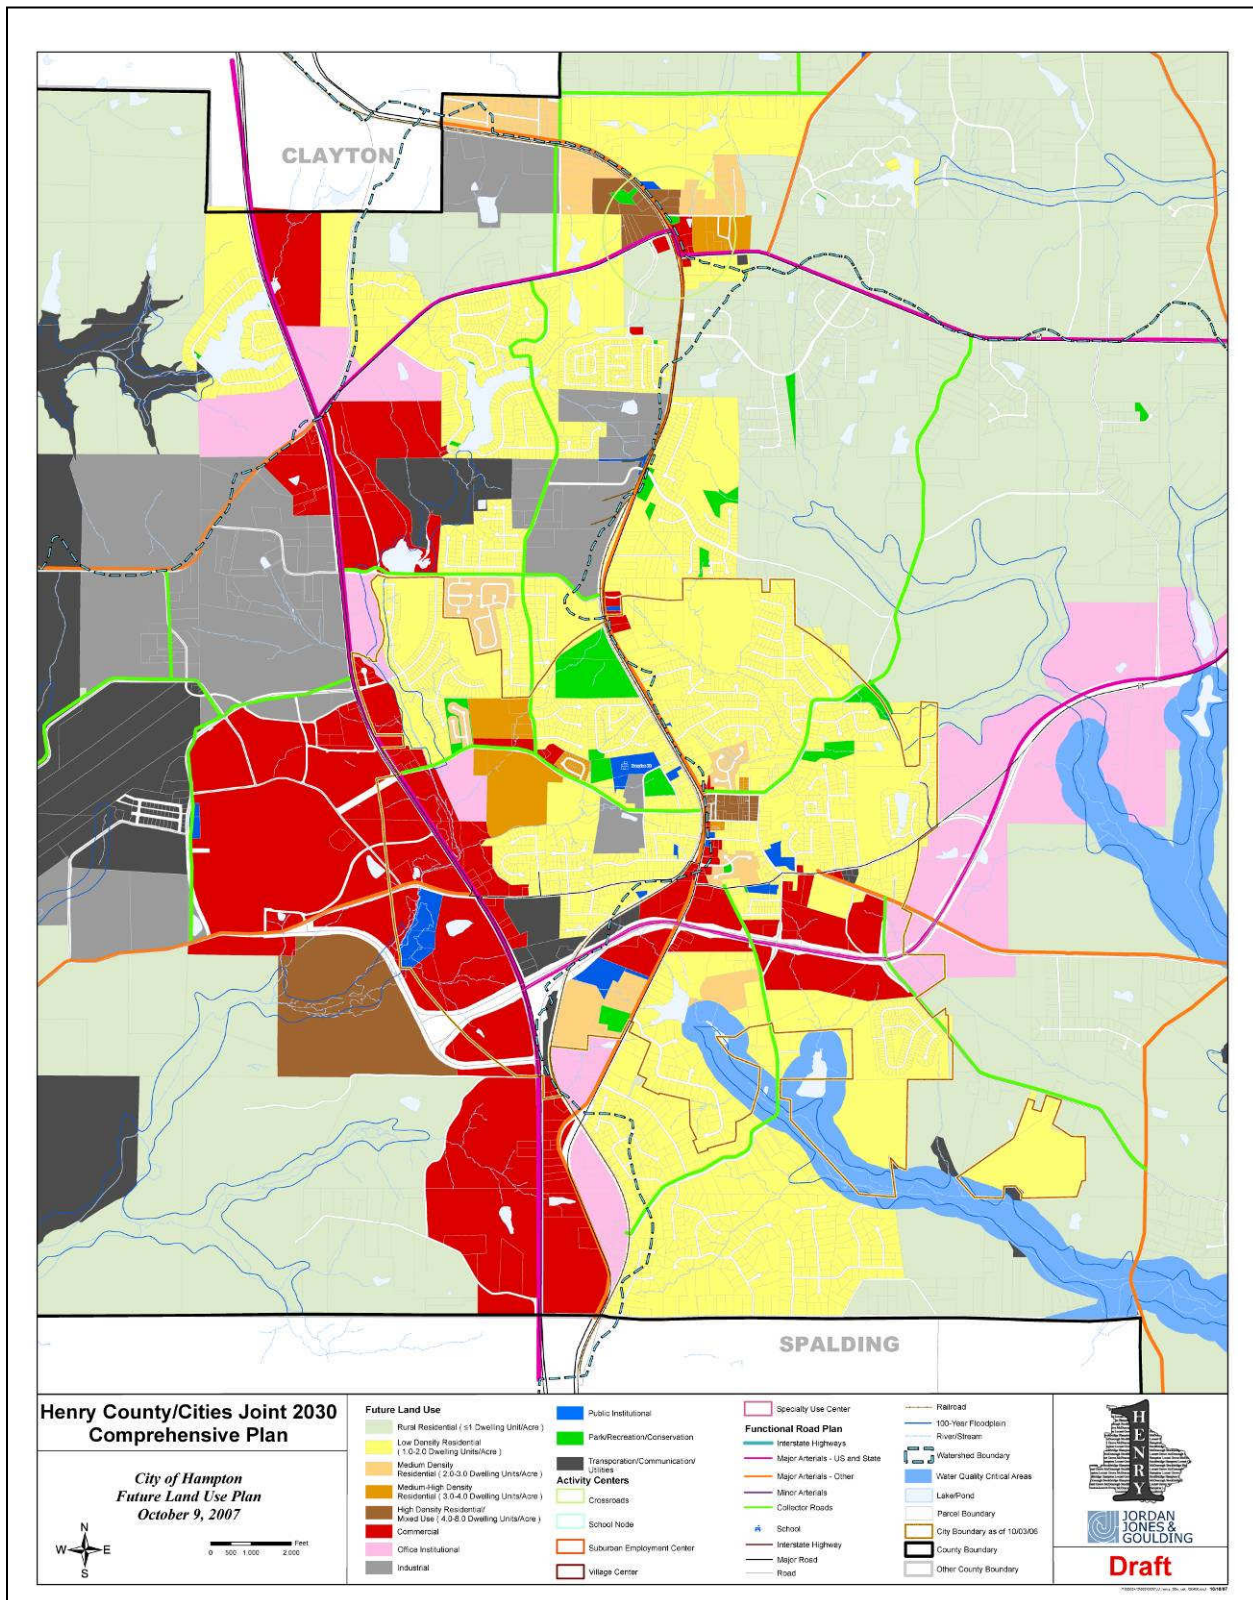 CLAYTON
SPALDING
Henry County/Cities Joint 2030
Comprehensive Plan
City of Hampton
Future Land Use Plan
October 9, 2007
N
W
E
S
Feet
0 500 1,000 2,000
Future Land Use
Rural Residential ( ≤1 Dwelling Unit/Acre )
Low Density Residential
( 1.0-2.0 Dwelling Units/Acre )
Medium Density
Residential ( 2.0-3.0 Dwelling Units/Acre )
Medium-High Density
Residential ( 3.0-4.0 Dwelling Units/Acre )
High Density Residential/
Mixed Use ( 4.0-8.0 Dwelling Units/Acre )
Commercial
Office Institutional
Industrial
Public Institutional
Park/Recreation/Conservation
Transporation/Communication/
Utilities
Activity Centers
Crossroads
School Node
Suburban Employment Center
Village Center
Specialty Use Center
Functional Road Plan
Interstate Highways
Major Arterials - US and State
Major Arterials - Other
Minor Arterials
Collector Roads
School
Interstate Highway
Major Road
Road
Railroad
100-Year Floodplain
River/Stream
Watershed Boundary
Water Quality Critical Areas
Lake/Pond
Parcel Boundary
City Boundary as of 10/03/06
County Boundary
Other County Boundary
HENRY
JORDAN
JONES &
GOULDING
Draft